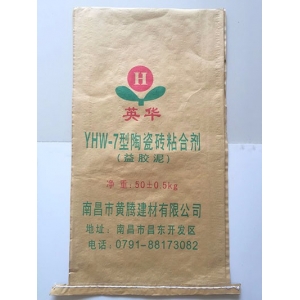 H
英华
YHW-7型陶瓷砖粘合剂
(益胶泥)
净 重:50±0.5kg
南昌市黄腾建材有限公司
地址: 南昌市昌东开发区
电话: 0791-88173082